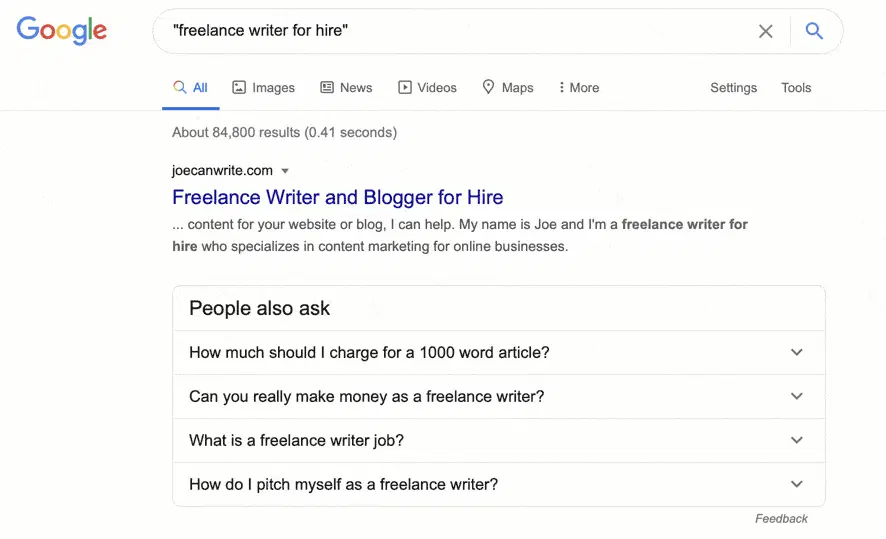 Google
"freelance writer for hire"
All Images News Videos Maps More Settings Tools
About 84,800 results (0.41 seconds)
joecanwrite.com
Freelance Writer and Blogger for Hire
... content for your website or blog, I can help. My name is Joe and I'm a freelance writer for
hire who specializes in content marketing for online businesses.
People also ask
How much should I charge for a 1000 word article?
Can you really make money as a freelance writer?
What is a freelance writer job?
How do I pitch myself as a freelance writer?
Feedback